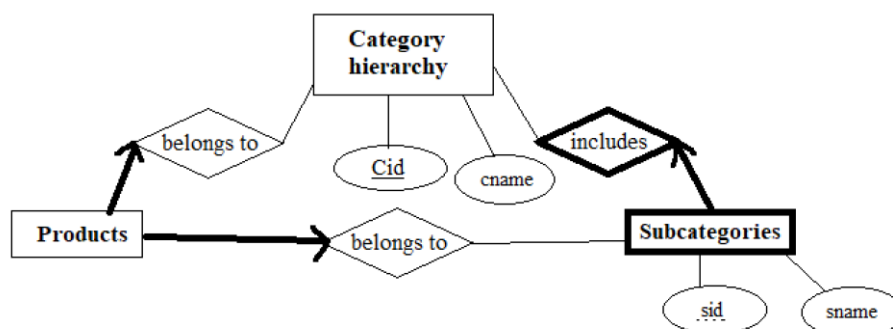 Category
hierarchy
belongs to
includes
Cid
cname
Products
belongs to
Subcategories
sid
sname